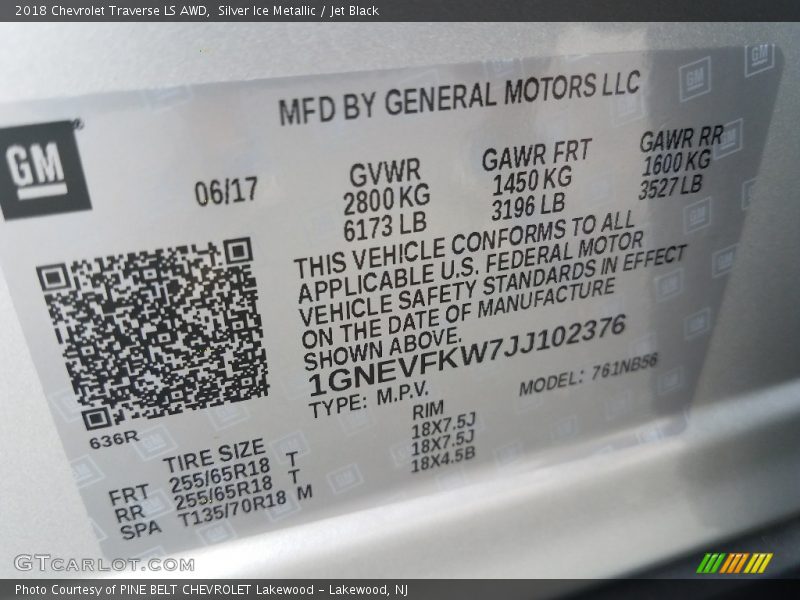 2018 Chevrolet Traverse LS AWD,  Silver Ice Metallic / Jet Black
MFD BY GENERAL MOTORS LLC
GM®
06/17
GVWR
2800 KG
6173 LB
GAWR FRT
1450 KG
3196 LB
GAWR RR
1600 KG
3527 LB
THIS VEHICLE CONFORMS TO ALL
APPLICABLE U.S. FEDERAL MOTOR
VEHICLE SAFETY STANDARDS IN EFFECT
ON THE DATE OF MANUFACTURE
SHOWN ABOVE.
1GNEVFKW7JJ102376
TYPE: M.P.V.
MODEL: 761NB56
636R
TIRE SIZE
RIM
FRT 255/65R18 T 18X7.5J
RR 255/65R18 T 18X7.5J
SPA T135/70R18 M 18X4.5B
GTCARLOT.COM
Photo Courtesy of PINE BELT CHEVROLET Lakewood - Lakewood, NJ